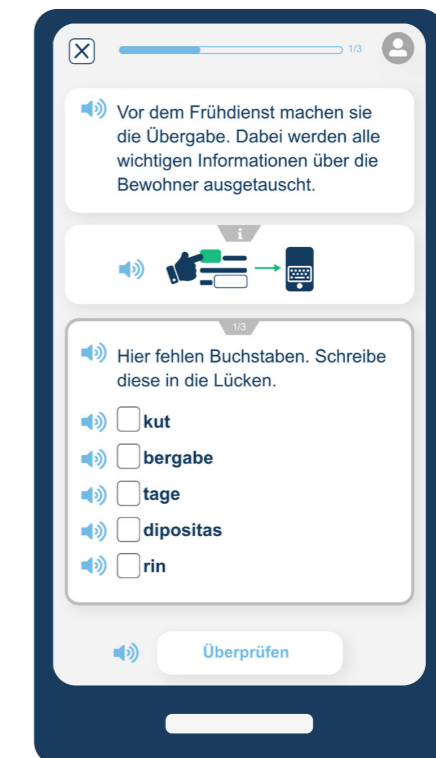 1/3
Vor dem Frühdienst machen sie
die Übergabe. Dabei werden alle
wichtigen Informationen über die
Bewohner ausgetauscht.
i
1/3
Hier fehlen Buchstaben. Schreibe
diese in die Lücken.
kut
bergabe
tage
dipositas
rin
Überprüfen